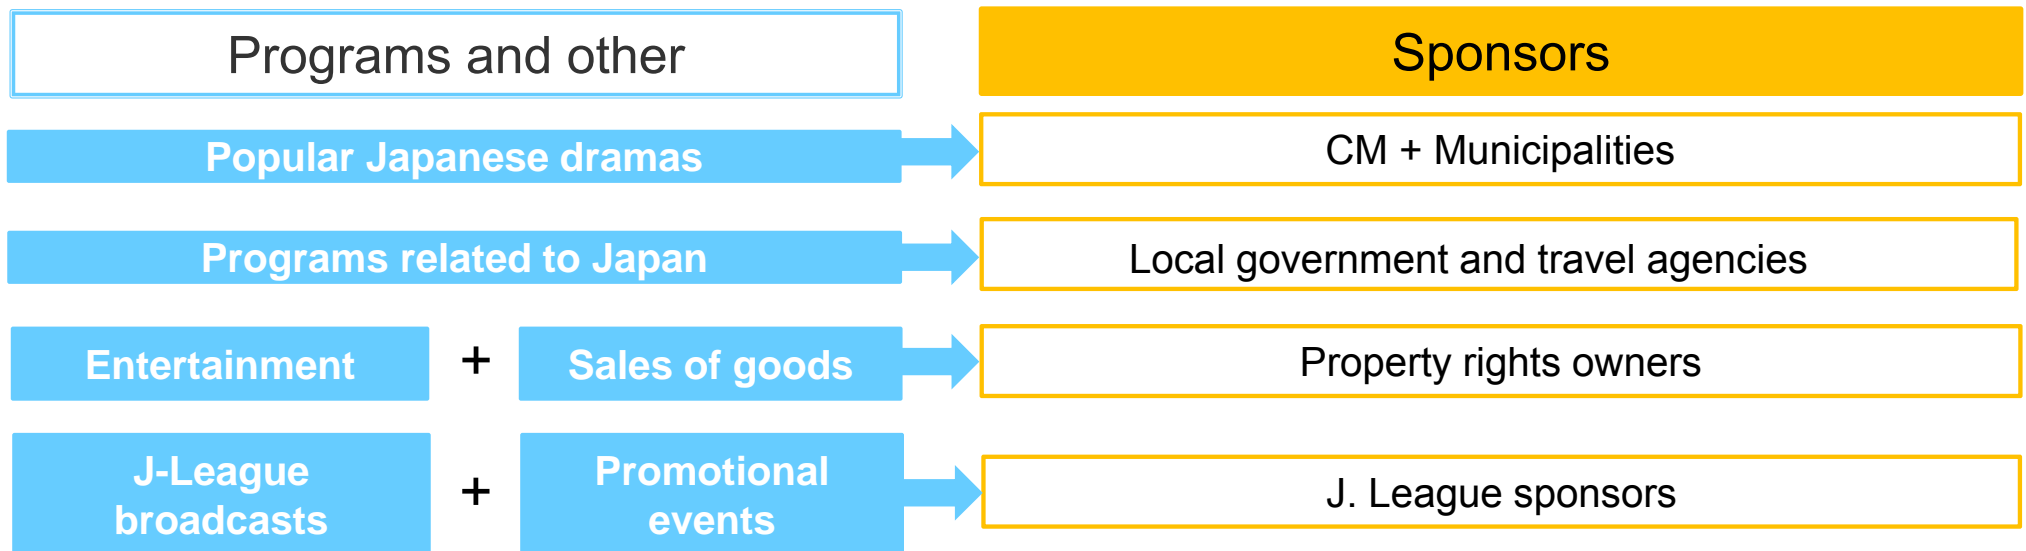 Programs and other
Sponsors
Popular Japanese dramas
CM + Municipalities
Programs related to Japan
Local government and travel agencies
Entertainment + Sales of goods
Property rights owners
J-League
broadcasts
+
Promotional
events
J. League sponsors